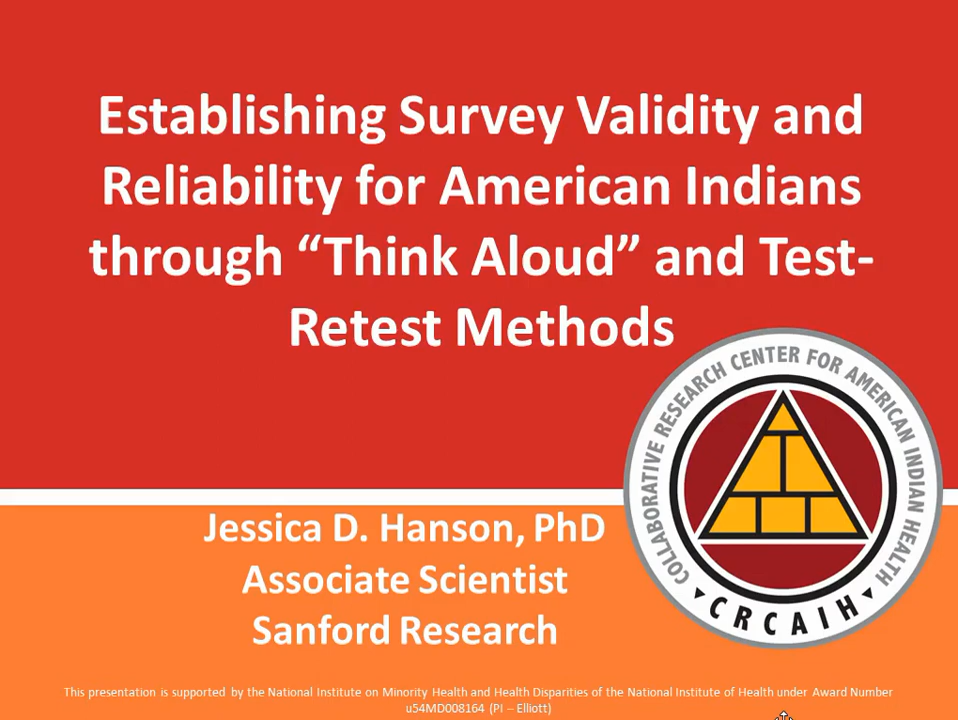 Establishing Survey Validity and
Reliability for American Indians
through “Think Aloud” and Test-
Retest Methods
COLLABORATIVE RESEARCH CENTER FOR AMERICAN INDIAN HEALTH
CRCAIH
Jessica D. Hanson, PhD
Associate Scientist
Sanford Research
This presentation is supported by the National Institute on Minority Health and Health Disparities of the National Institute of Health under Award Number
u54MD008164 (PI – Elliott)